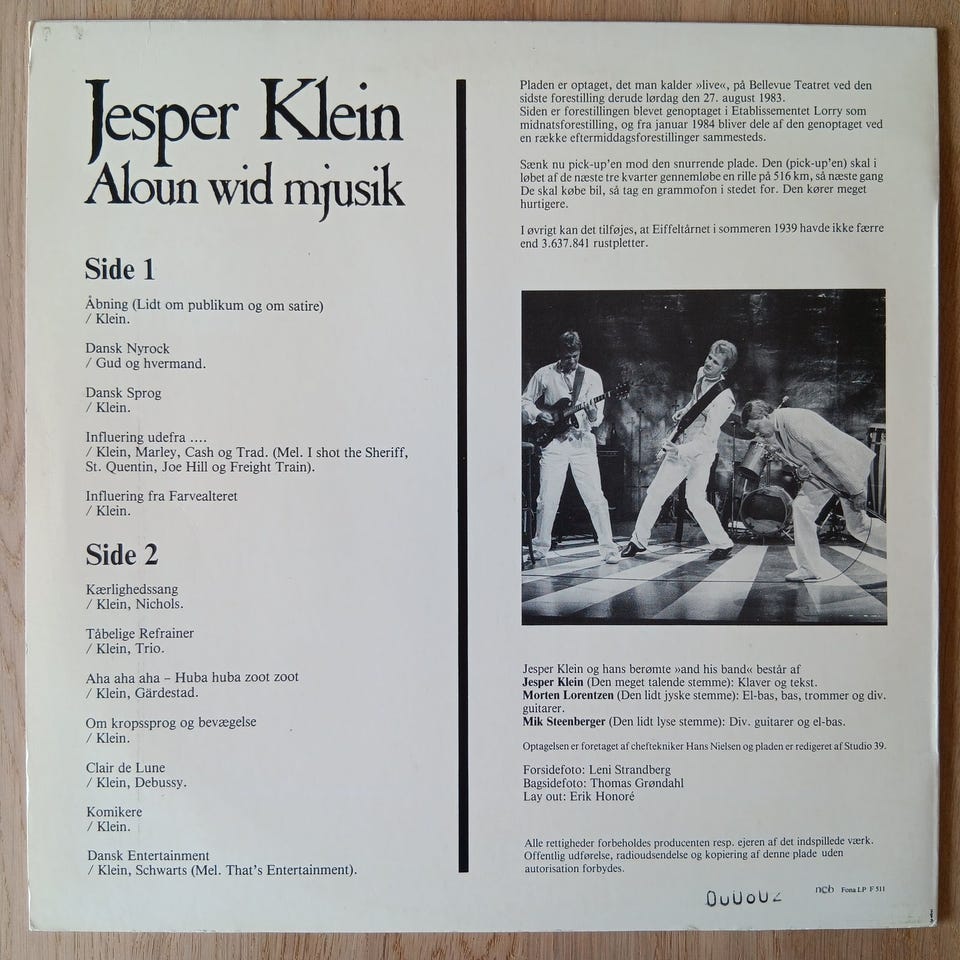 Jesper Klein
Aloun wid mjusik
Side 1
Åbning (Lidt om publikum og om satire)
/ Klein.
Dansk Nyrock
/ Gud og hvermand.
Dansk Sprog
/ Klein.
Influering udefra ....
/ Klein, Marley, Cash og Trad. (Mel. I shot the Sheriff,
St. Quentin, Joe Hill og Freight Train).
Influering fra Farvealteret
/ Klein.
Side 2
Kærlighedssang
/ Klein, Nichols.
Tåbelige Refrainer
/ Klein, Trio.
Aha aha aha – Huba huba zoot zoot
/ Klein, Gärdestad.
Om kropssprog og bevægelse
/ Klein.
Clair de Lune
/ Klein, Debussy.
Komikere
/ Klein.
Dansk Entertainment
/ Klein, Schwarts (Mel. That's Entertainment).
Pladen er optaget, det man kalder »live«, på Bellevue Teatret ved den
sidste forestilling derude lørdag den 27. august 1983.
Siden er forestillingen blevet genoptaget i Etablissementet Lorry som
midnatsforestilling, og fra januar 1984 bliver dele af den genoptaget ved
en række eftermiddagsforestillinger sammesteds.
Sænk nu pick-up'en mod den snurrende plade. Den (pick-up'en) skal i
løbet af de næste tre kvarter gennemløbe en rille på 516 km, så næste gang
De skal købe bil, så tag en grammofon i stedet for. Den kører meget
hurtigere.
I øvrigt kan det tilføjes, at Eiffeltårnet i sommeren 1939 havde ikke færre
end 3.637.841 rustpletter.
Jesper Klein og hans berømte »and his band« består af
Jesper Klein (Den meget talende stemme): Klaver og tekst.
Morten Lorentzen (Den lidt jyske stemme): El-bas, bas, trommer og div.
guitarer.
Mik Steenberger (Den lidt lyse stemme): Div. guitarer og el-bas.
Optagelsen er foretaget af cheftekniker Hans Nielsen og pladen er redigeret af Studio 39.
Forsidefoto: Leni Strandberg
Bagsidefoto: Thomas Grøndahl
Lay out: Erik Honoré
Alle rettigheder forbeholdes producenten resp. ejeren af det indspillede værk.
Offentlig udførelse, radioudsendelse og kopiering af denne plade uden
autorisation forbydes.
ncb Fona LP F 511